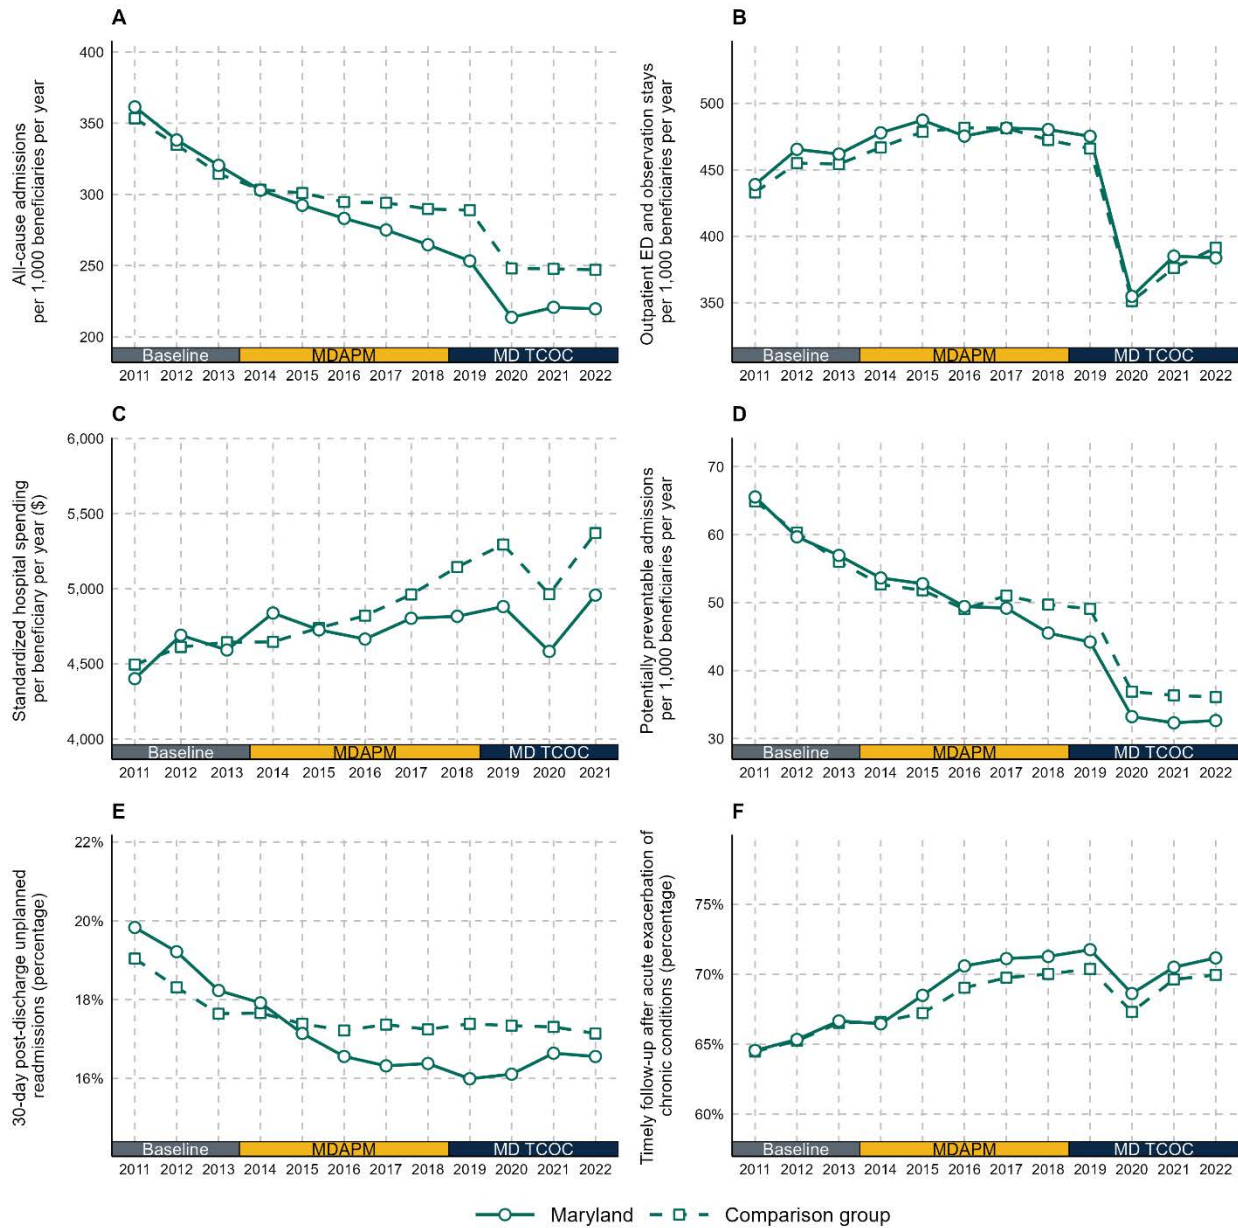 A
All-cause admissions
per 1,000 beneficiaries per year
400
350
300
250
200
Baseline MDAPM MD TCOC
2011 2012 2013 2014 2015 2016 2017 2018 2019 2020 2021 2022
B
Outpatient ED and observation stays
per 1,000 beneficiaries per year
500
450
400
350
Baseline MDAPM MD TCOC
2011 2012 2013 2014 2015 2016 2017 2018 2019 2020 2021 2022
C
Standardized hospital spending
per beneficiary per year ($)
6,000
5,500
5,000
4,500
4,000
Baseline MDAPM MD TCOC
2011 2012 2013 2014 2015 2016 2017 2018 2019 2020 2021
D
Potentially preventable admissions
per 1,000 beneficiaries per year
70
60
50
40
30
Baseline MDAPM MD TCOC
2011 2012 2013 2014 2015 2016 2017 2018 2019 2020 2021 2022
E
30-day post-discharge unplanned
readmissions (percentage)
22%
20%
18%
16%
Baseline MDAPM MD TCOC
2011 2012 2013 2014 2015 2016 2017 2018 2019 2020 2021 2022
F
Timely follow-up after acute exacerbation of
chronic conditions (percentage)
75%
70%
65%
60%
Baseline MDAPM MD TCOC
2011 2012 2013 2014 2015 2016 2017 2018 2019 2020 2021 2022
Maryland Comparison group